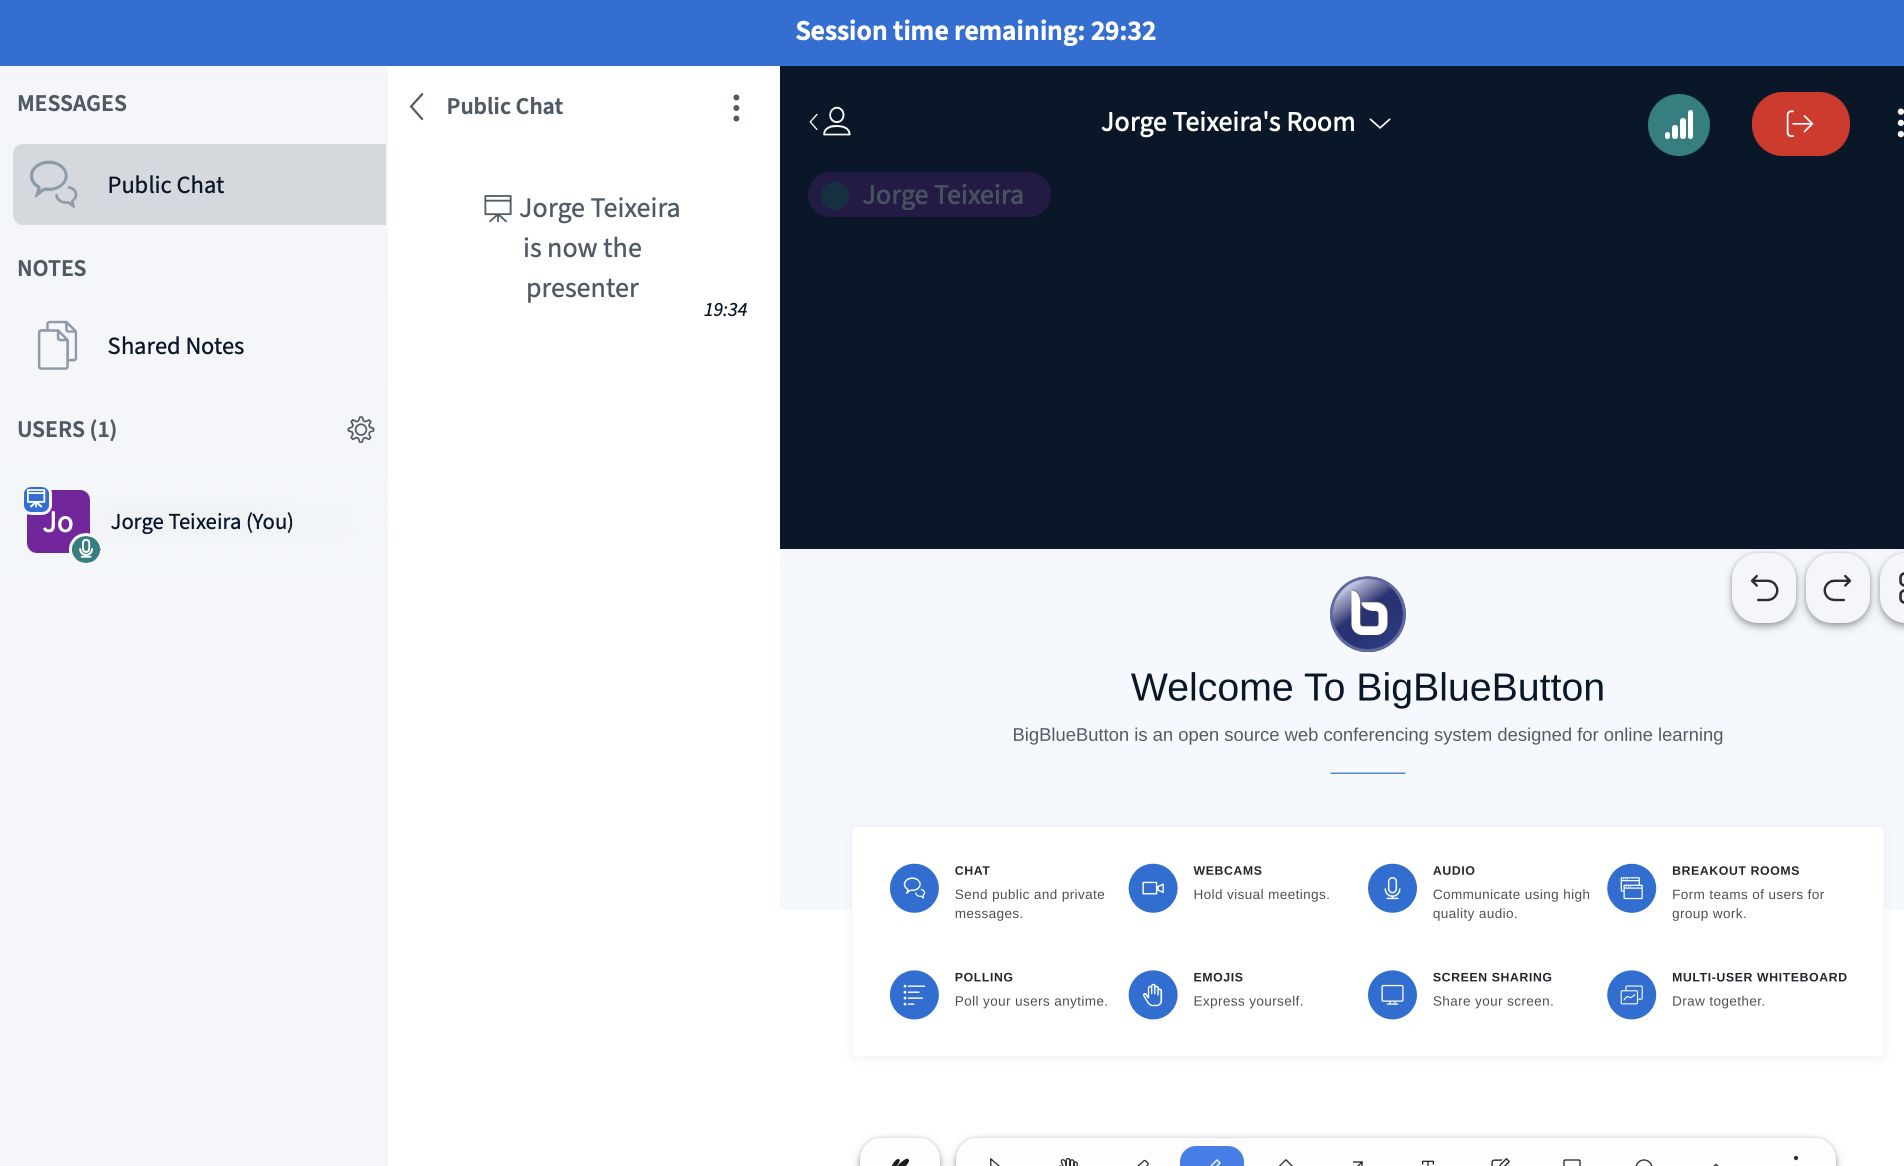 Session time remaining: 29:32
MESSAGES
Public Chat
NOTES
Shared Notes
USERS (1)
Jo
Jorge Teixeira (You)
Public Chat
Jorge Teixeira
is now the
presenter
19:34
Jorge Teixeira's Room
Jorge Teixeira
Welcome To BigBlueButton
BigBlueButton is an open source web conferencing system designed for online learning
CHAT
Send public and private
messages.
WEBCAMS
Hold visual meetings.
AUDIO
Communicate using high
quality audio.
BREAKOUT ROOMS
Form teams of users for
group work.
POLLING
Poll your users anytime.
EMOJIS
Express yourself.
SCREEN SHARING
Share your screen.
MULTI-USER WHITEBOARD
Draw together.